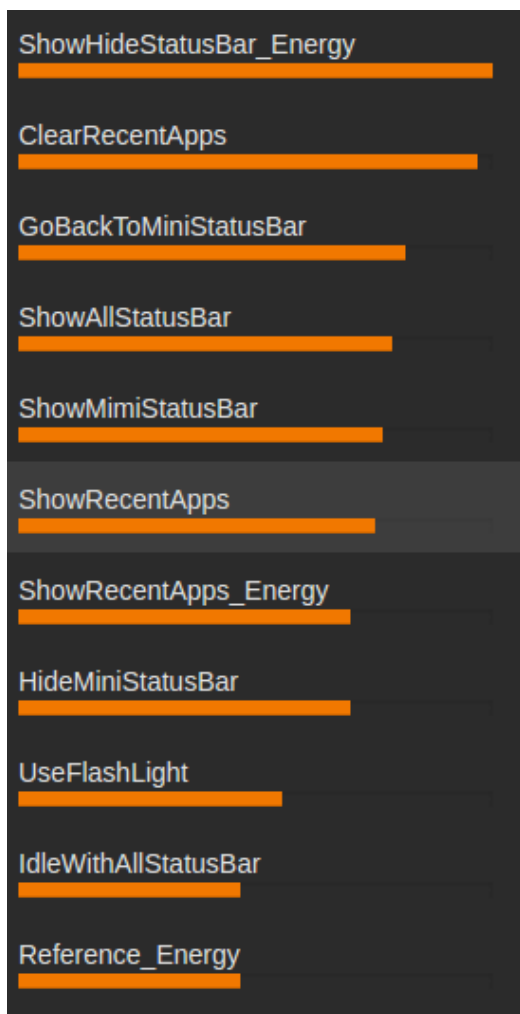 ShowHideStatusBar_Energy
ClearRecentApps
GoBackToMiniStatusBar
ShowAllStatusBar
ShowMimiStatusBar
ShowRecentApps
ShowRecentApps_Energy
HideMiniStatusBar
UseFlashLight
IdleWithAllStatusBar
Reference_Energy